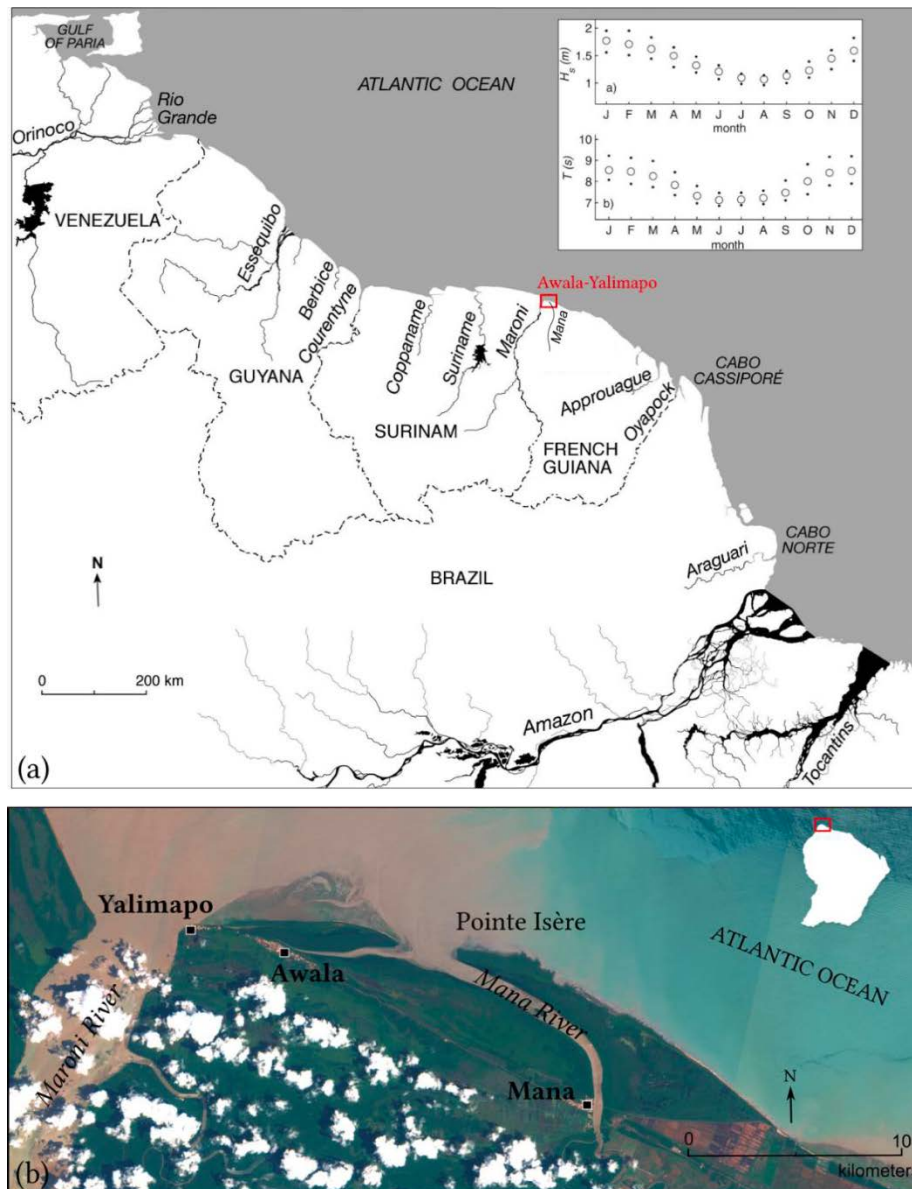 GULF
OF PARIA
ATLANTIC OCEAN
Rio
Grande
Orinoco
VENEZUELA
Essequibo
Berbice
Courentyne
GUYANA
Coppaname
Suriname
Maroni
SURINAM
Awala-Yalimapo
Mana
Approuague
Oyapock
FRENCH
GUIANA
CABO
CASSIPORÉ
CABO
NORTE
Araguari
BRAZIL
Amazon
Tocantins
N
0 200 km
(a)
Hs (m)
2
1.5
1
a)
J F M A M J J A S O N D
month
T (s)
10
9
8
7
b)
J F M A M J J A S O N D
month
Yalimapo
Awala
Pointe Isère
Mana River
Maroni River
Mana
ATLANTIC OCEAN
N
0 10
kilometer
(b)